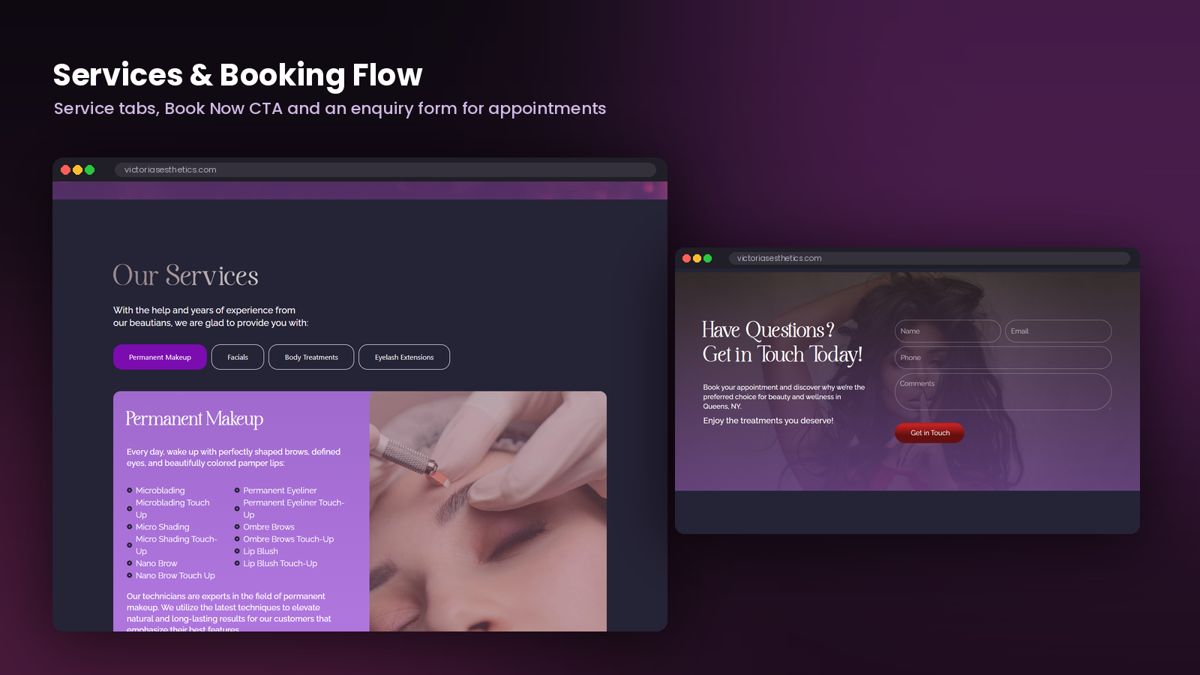 Services & Booking Flow
Service tabs, Book Now CTA and an enquiry form for appointments
victoriasesthetics.com
Our Services
With the help and years of experience from
our beautians, we are glad to provide you with:
Permanent Makeup
Facials
Body Treatments
Eyelash Extensions
Permanent Makeup
Every day, wake up with perfectly shaped brows, defined
eyes, and beautifully colored pamper lips:
Microblading
Microblading Touch
Up
Micro Shading
Micro Shading Touch-
Up
Nano Brow
Nano Brow Touch Up
Permanent Eyeliner
Permanent Eyeliner Touch-
Up
Ombre Brows
Ombre Brows Touch-Up
Lip Blush
Lip Blush Touch-Up
Our technicians are experts in the field of permanent
makeup. We utilize the latest techniques to elevate
natural and long-lasting results for our customers that
emphasize their best features.
victoriasesthetics.com
Have Questions?
Get in Touch Today!
Book your appointment and discover why we're the
preferred choice for beauty and wellness in
Queens, NY.
Enjoy the treatments you deserve!
Name
Email
Phone
Comments
Get in Touch